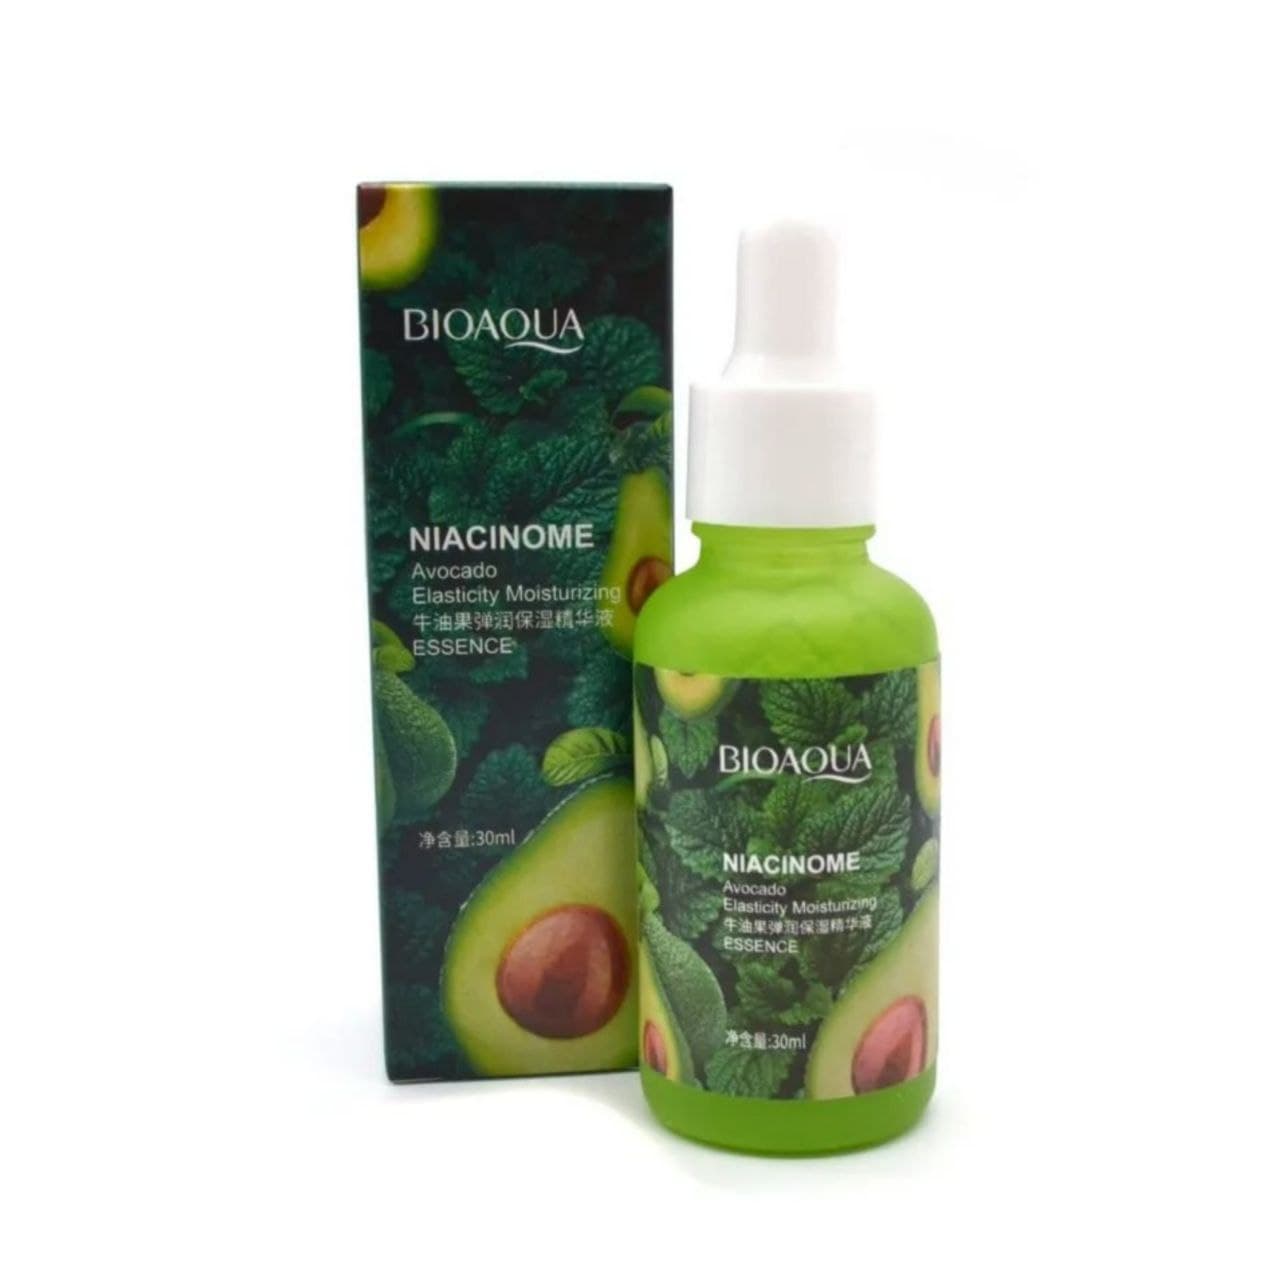 BIOAQUA
NIACINOME
Avocado
Elasticity Moisturizing
牛油果弹润保湿精华液
ESSENCE
净含量:30ml
BIOAQUA
NIACINOME
Avocado
Elasticity Moisturizing
牛油果弹润保湿精华液
ESSENCE
净含量:30ml